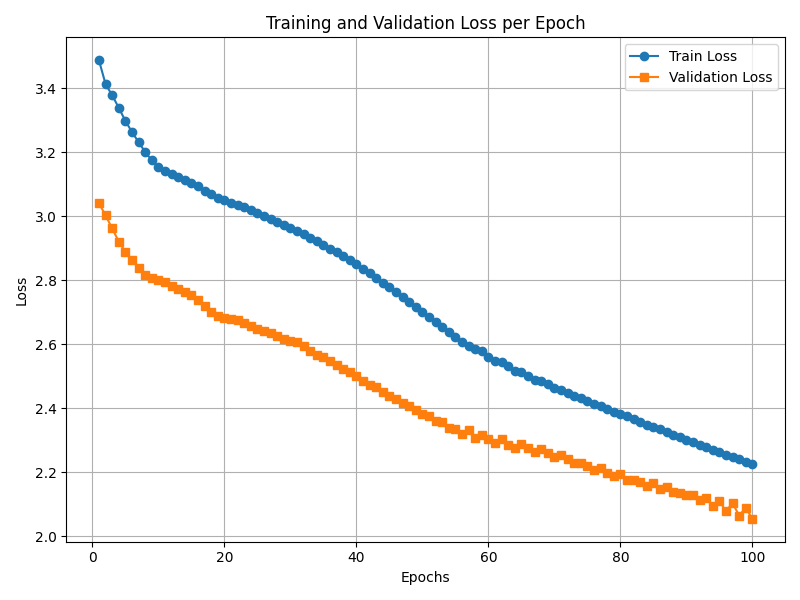 Training and Validation Loss per Epoch
Train Loss
Validation Loss
Loss
3.4
3.2
3.0
2.8
2.6
2.4
2.2
2.0
0 20 40 60 80 100
Epochs